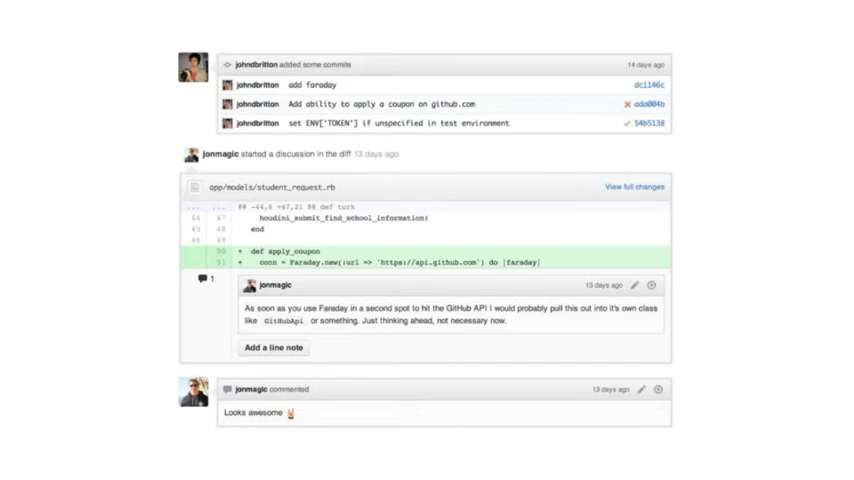 johndbritton added some commits 14 days ago
johndbritton add faraday dc1146c
johndbritton Add ability to apply a coupon on github.com ada004b
johndbritton set ENV['TOKEN'] if unspecified in test environment 54b5138
jonmagic started a discussion in the diff 13 days ago
app/models/student_request.rb View full changes
... ... @@ -44,6 +47,21 @@ def turk
44 47 houdini_submit_find_school_information!
45 48 end
46 49
50 + def apply_coupon
51 + conn = Faraday.new(:url => 'https://api.github.com') do |faraday|
1
jonmagic 13 days ago
As soon as you use Faraday in a second spot to hit the GitHub API I would probably pull this out into it's own class
like GitHubApi or something. Just thinking ahead, not necessary now.
Add a line note
jonmagic commented 13 days ago
Looks awesome